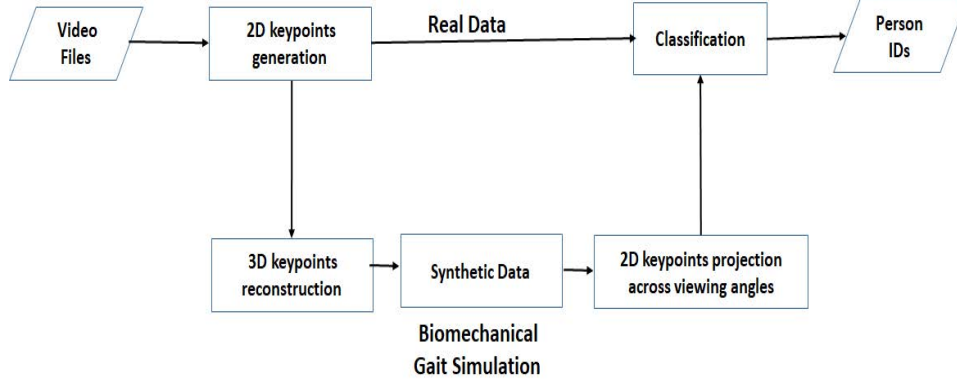 Video
Files
2D keypoints
generation
Real Data
Classification
Person
IDs
3D keypoints
reconstruction
Synthetic Data
2D keypoints projection
across viewing angles
Biomechanical
Gait Simulation